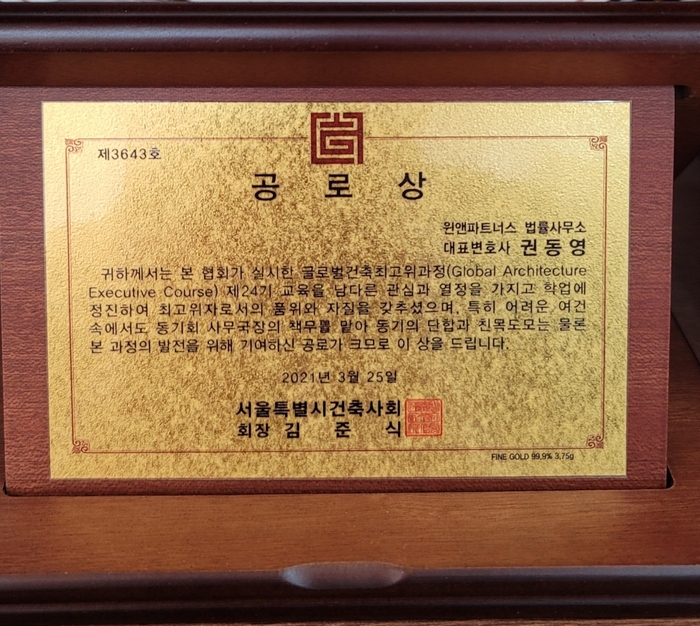 제3643호
공 로 상
윈앤파트너스 법률사무소
대표변호사 권동영
귀하께서는 본 협회가 실시한 글로벌건축최고위과정(Global Architecture
Executive Course) 제24기 교육을 남다른 관심과 열정을 가지고 학업에
정진하여 최고위자로서의 품위와 자질을 갖추셨으며, 특히 어려운 여건
속에서도 동기회 사무국장의 책무를 맡아 동기의 단합과 친목도모는 물론
본 과정의 발전을 위해 기여하신 공로가 크므로 이 상을 드립니다.
2021년 3월 25일
서울특별시건축사회
회장 김 준 식
FINE GOLD 99.9% 3.75g